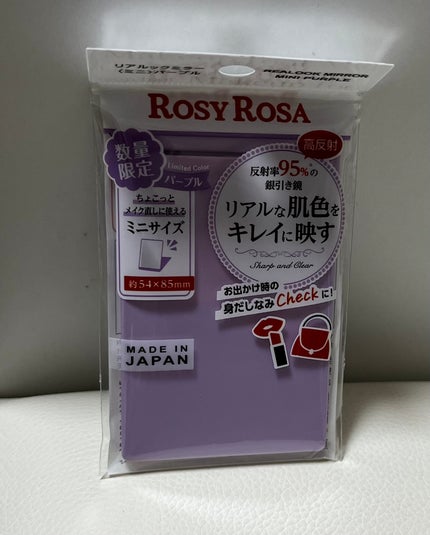 リアルックミラー
(ミニ)パープル
REALOOK MIRROR
MINI PURPLE
ROSY ROSA
数量
限定
Limited Color
パープル
ちょこっと
メイク直しに使える
ミニサイズ
約54×85mm
高反射
反射率95%の
銀引き鏡
リアルな肌色を
キレイに映す
Sharp and Clear
お出かけ時の
身だしなみCheckに!
MADE IN
JAPAN